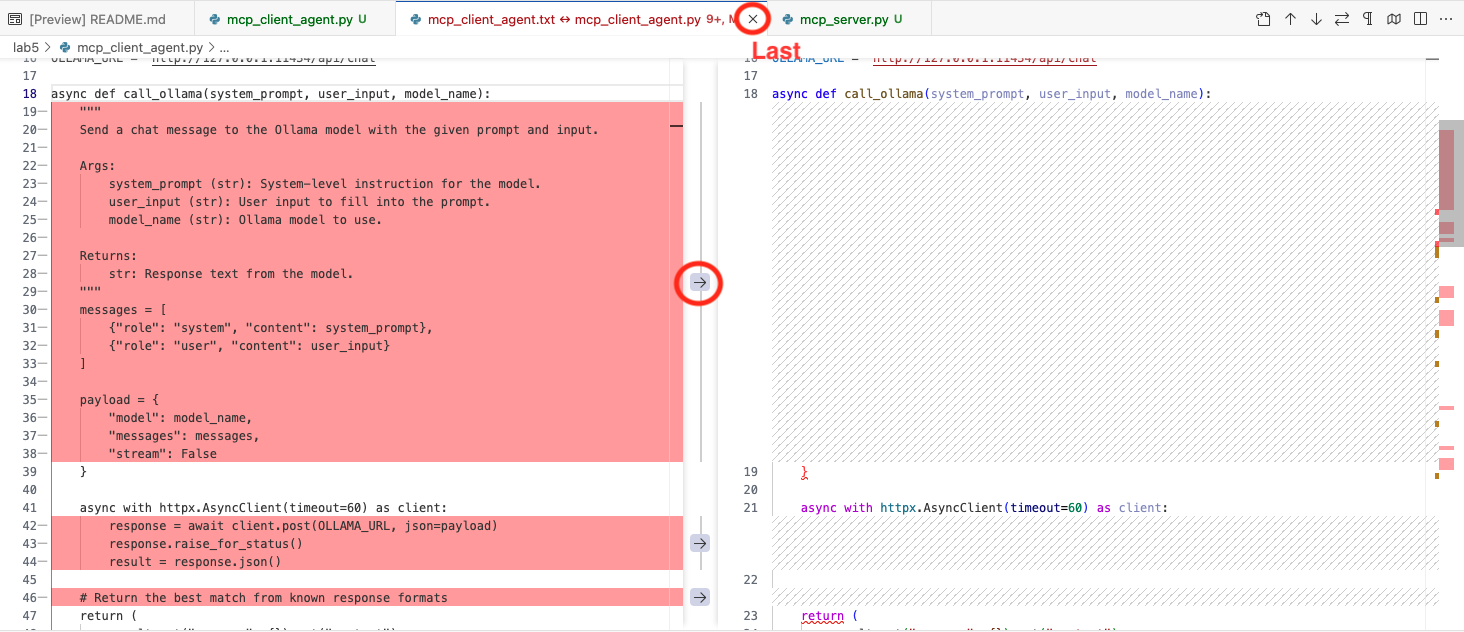 [Preview] README.md
mcp_client_agent.py U
mcp_client_agent.txt ↔ mcp_client_agent.py 9+, M
mcp_server.py U
Last
lab5 > mcp_client_agent.py > ...
16 OLLAMA_URL = "http://127.0.0.1:11434/api/chat"
17
18 async def call_ollama(system_prompt, user_input, model_name):
19— """
20— Send a chat message to the Ollama model with the given prompt and input.
21—
22— Args:
23— system_prompt (str): System-level instruction for the model.
24— user_input (str): User input to fill into the prompt.
25— model_name (str): Ollama model to use.
26—
27— Returns:
28— str: Response text from the model.
29— """
30— messages = [
31— {"role": "system", "content": system_prompt},
32— {"role": "user", "content": user_input}
33— ]
34—
35— payload = {
36— "model": model_name,
37— "messages": messages,
38— "stream": False
39 }
40
41 async with httpx.AsyncClient(timeout=60) as client:
42— response = await client.post(OLLAMA_URL, json=payload)
43— response.raise_for_status()
44— result = response.json()
45
46— # Return the best match from known response formats
47 return (
16 OLLAMA_URL = "http://127.0.0.1:11434/api/chat"
17
18 async def call_ollama(system_prompt, user_input, model_name):
19 }
20
21 async with httpx.AsyncClient(timeout=60) as client:
22
23 return (